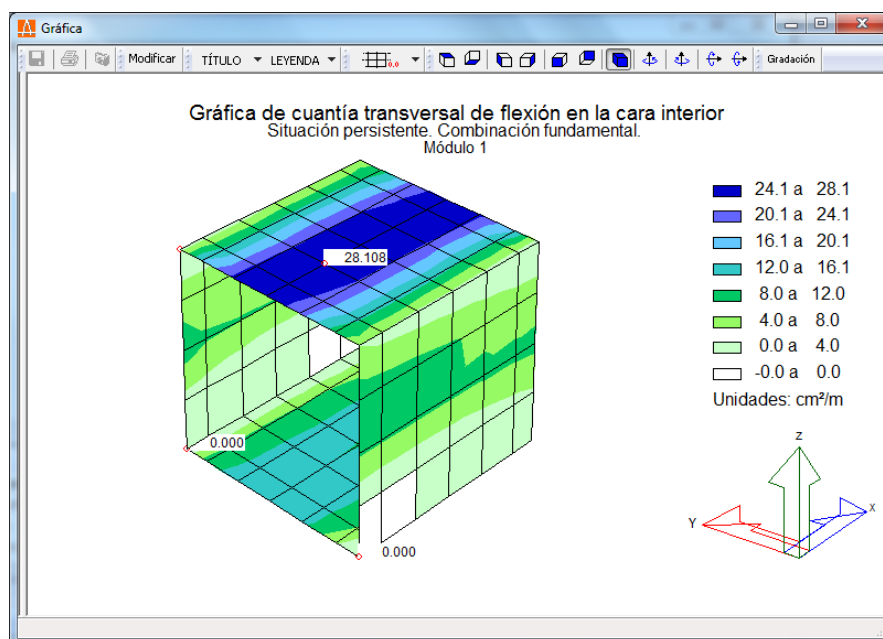 Gráfica
Modificar TÍTULO LEYENDA 0.0 Gradación
Gráfica de cuantía transversal de flexión en la cara interior
Situación persistente. Combinación fundamental.
Módulo 1
24.1 a 28.1
20.1 a 24.1
16.1 a 20.1
12.0 a 16.1
8.0 a 12.0
4.0 a 8.0
0.0 a 4.0
-0.0 a 0.0
Unidades: cm²/m
28.108
0.000
0.000
Z
Y
X